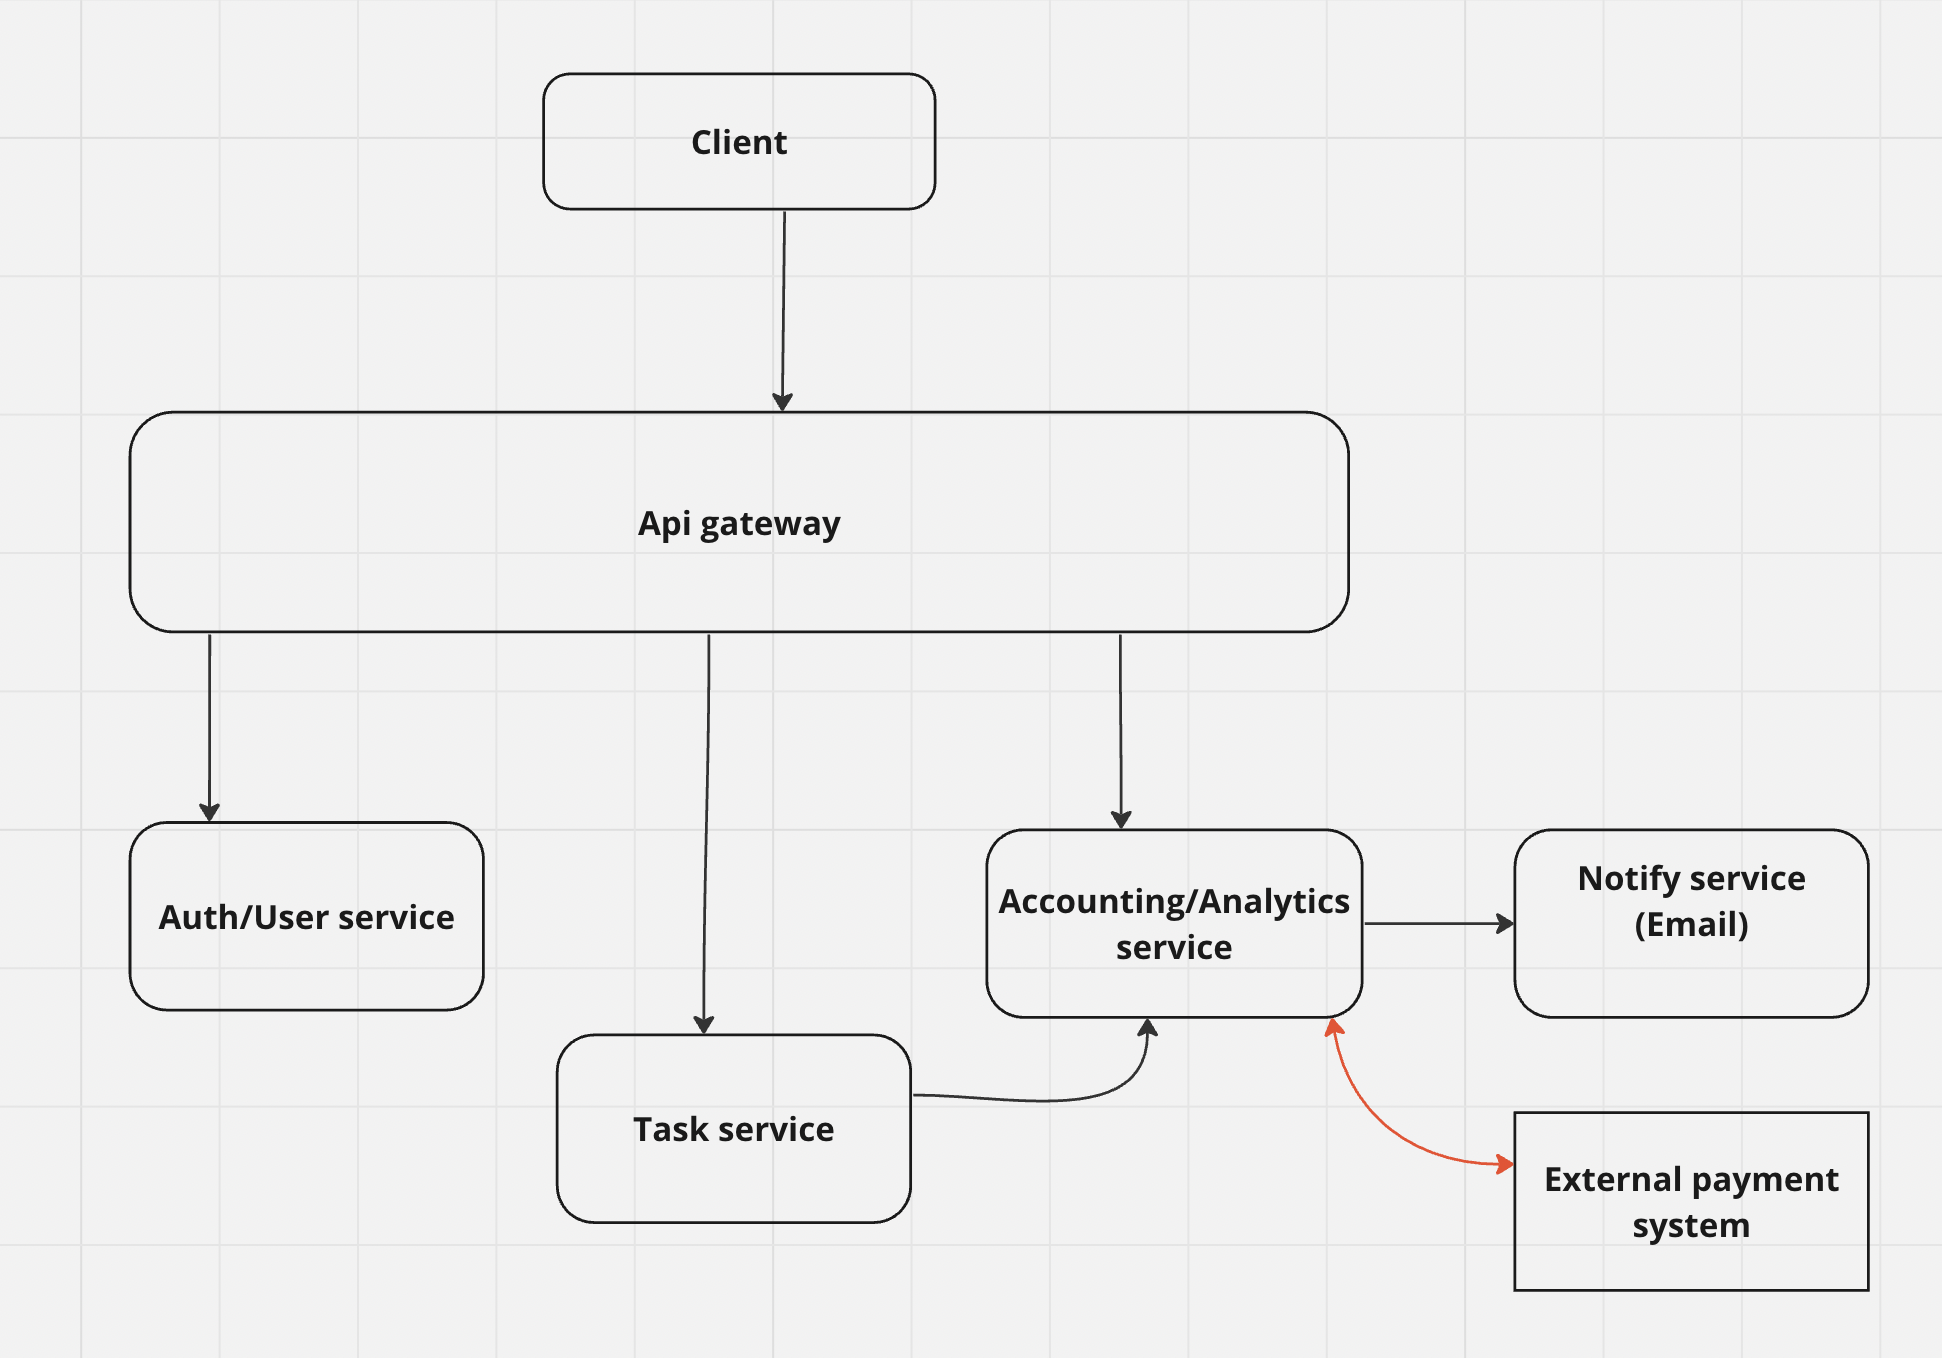 Client
Api gateway
Auth/User service
Accounting/Analytics
service
Notify service
(Email)
Task service
External payment
system